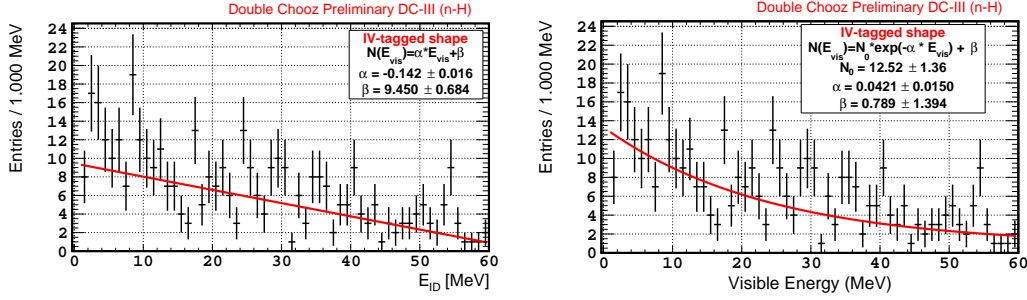 Double Chooz Preliminary DC-III (n-H)
IV-tagged shape
N(E_vis)=α*E_vis+β
α = -0.142 ± 0.016
β = 9.450 ± 0.684
Entries / 1.000 MeV
24
22
20
18
16
14
12
10
8
6
4
2
0
0 10 20 30 40 50 60
E_ID [MeV]
Double Chooz Preliminary DC-III (n-H)
IV-tagged shape
N(E_vis)=N_0*exp(-α * E_vis) + β
N_0 = 12.52 ± 1.36
α = 0.0421 ± 0.0150
β = 0.789 ± 1.394
Entries / 1.000 MeV
24
22
20
18
16
14
12
10
8
6
4
2
0
0 10 20 30 40 50 60
Visible Energy (MeV)